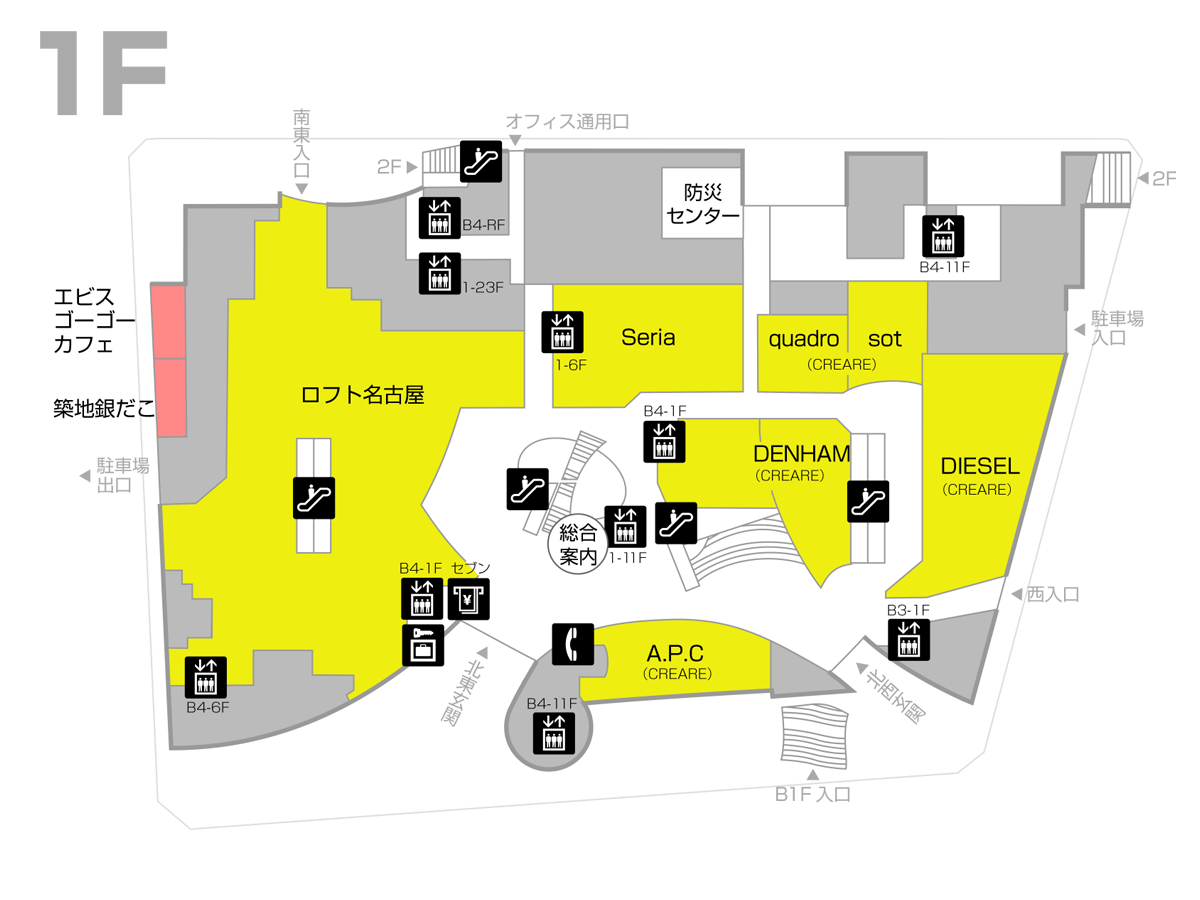 1F
南東入口
オフィス通用口
2F
2F
防災
センター
B4-RF
B4-11F
1-23F
エビス
ゴーゴー
カフェ
駐車場
入口
Seria
quadro
sot
(CREARE)
1-6F
ロフト名古屋
築地銀だこ
B4-1F
DENHAM
(CREARE)
DIESEL
(CREARE)
駐車場
出口
総合
案内
1-11F
B4-1F
セブン
¥
西入口
B3-1F
A.P.C
(CREARE)
北東玄関
北西玄関
B4-6F
B4-11F
B1F 入口